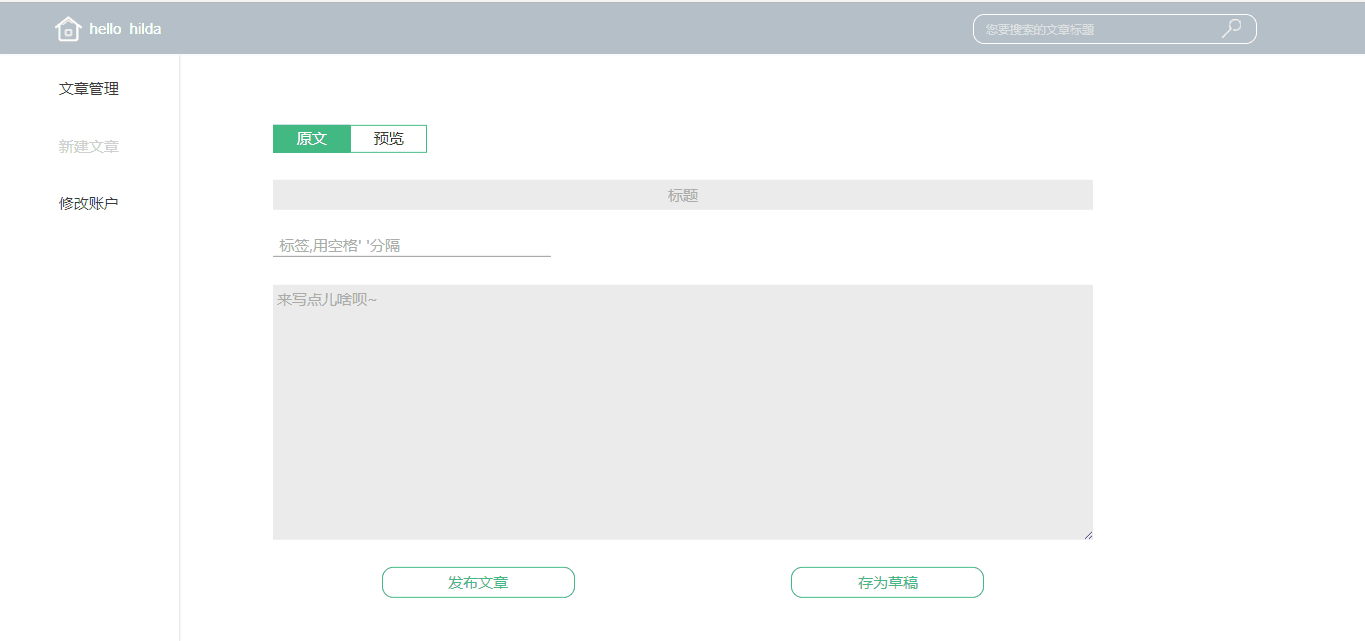 hello hilda
您要搜索的文章标题
文章管理
新建文章
修改账户
原文
预览
标题
标签,用空格' '分隔
来写点儿啥呗~
发布文章
存为草稿